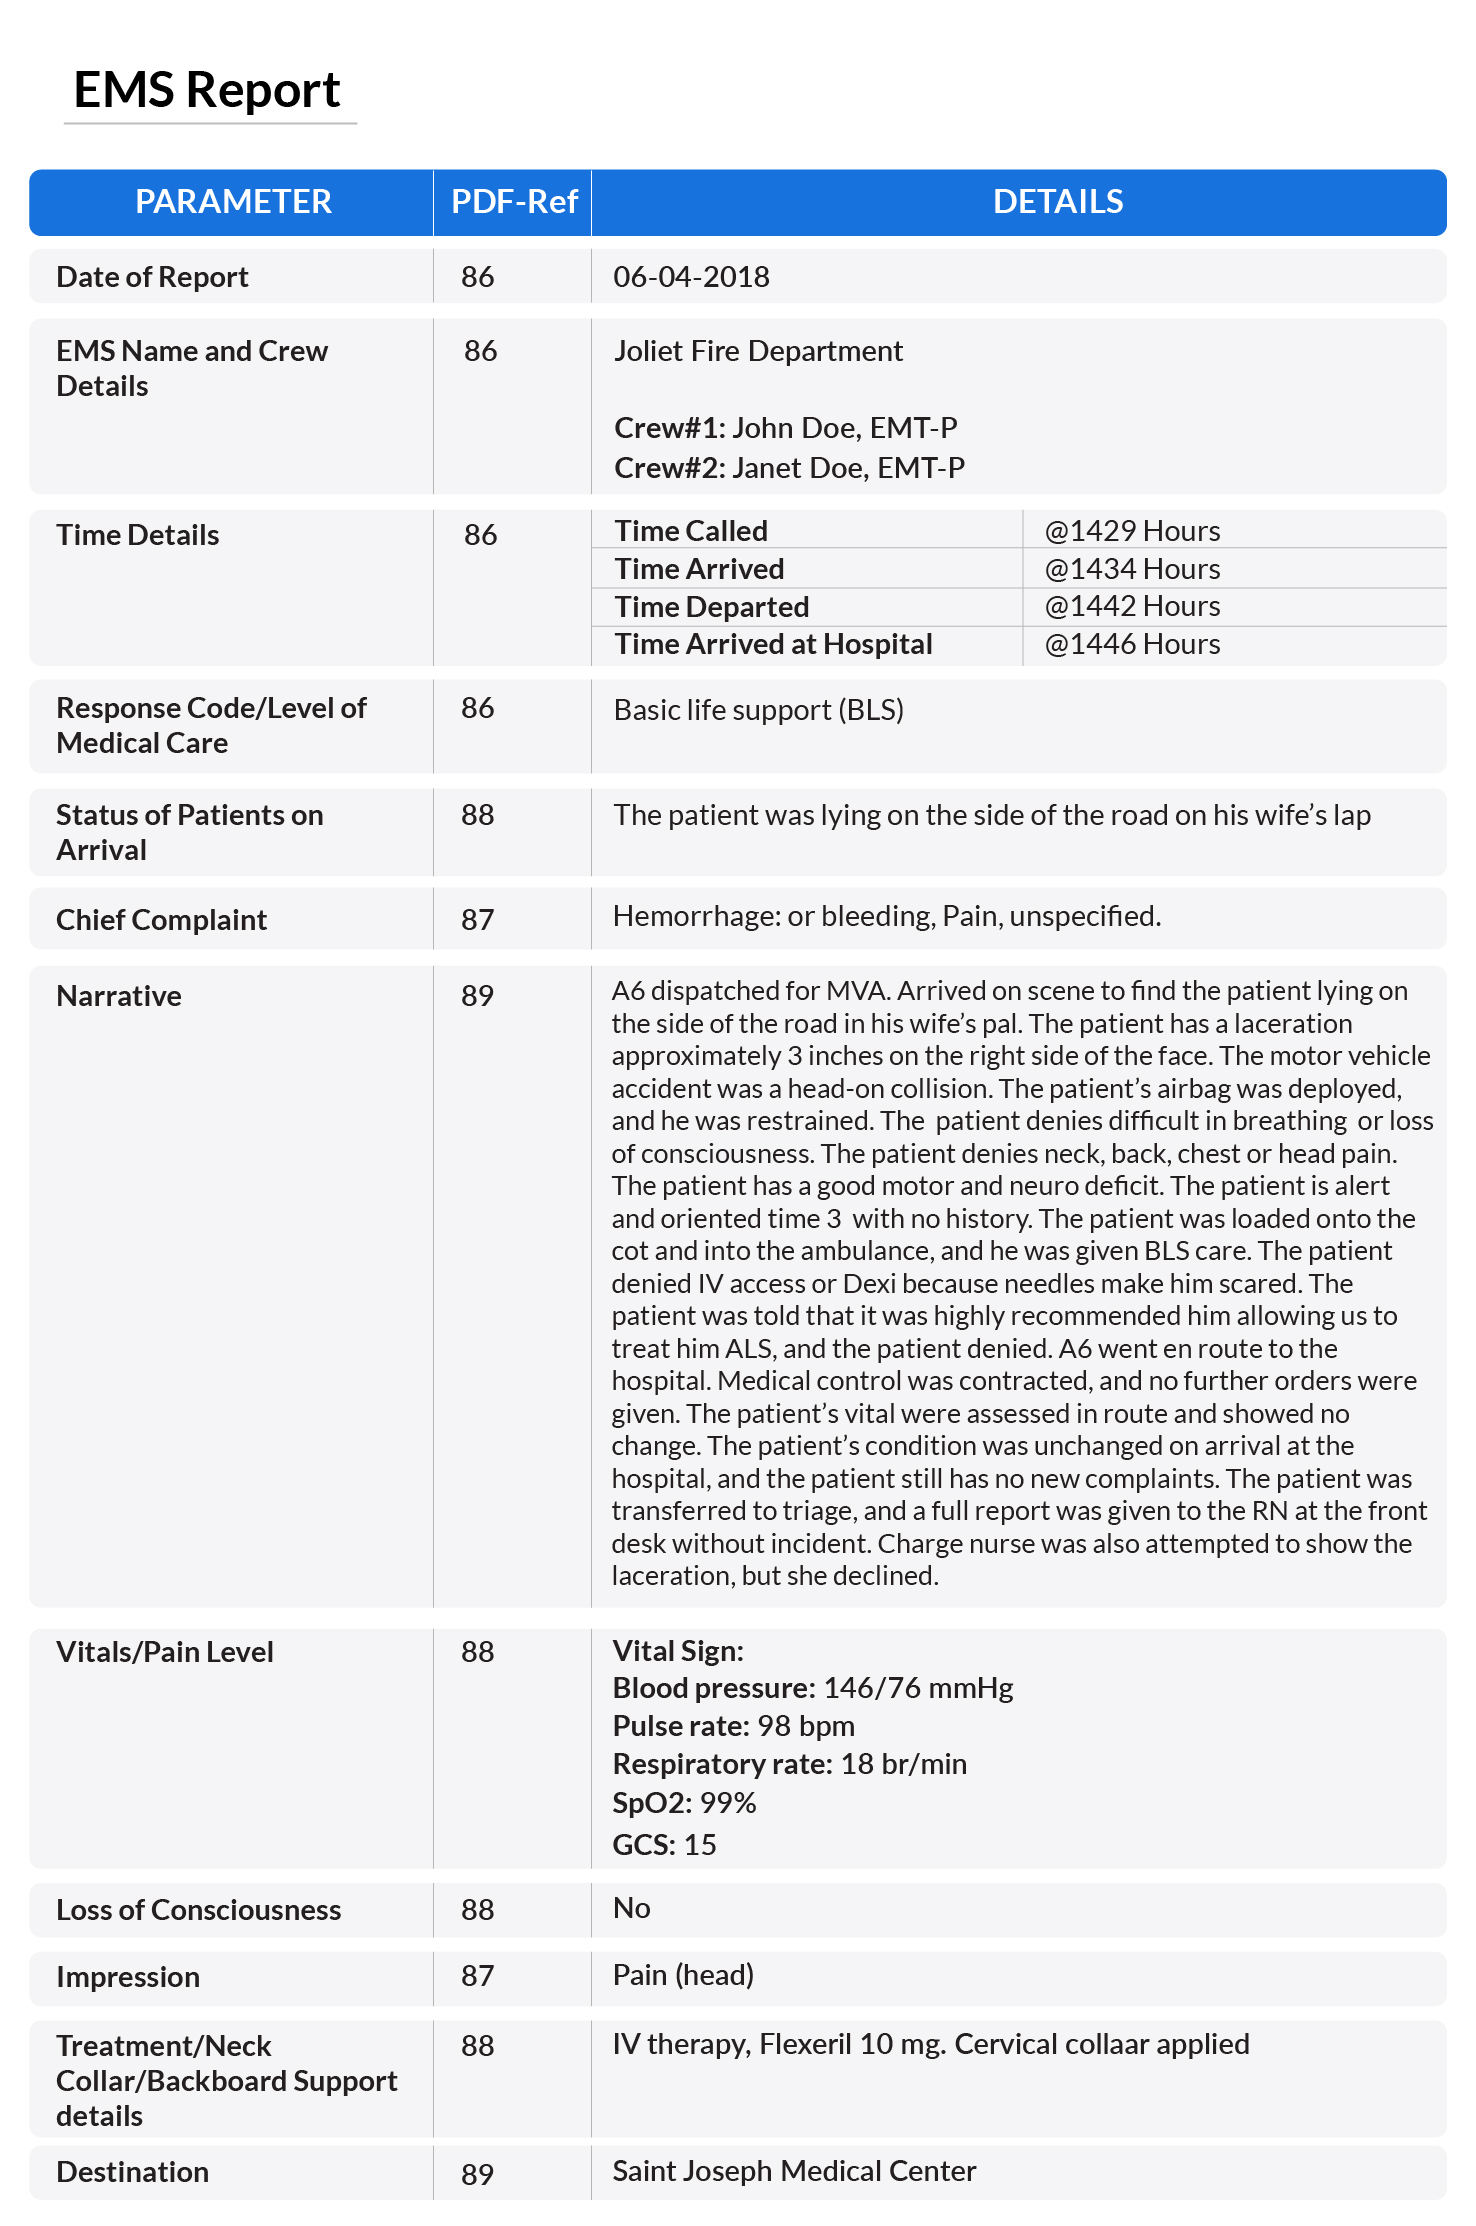 EMS Report
PARAMETER PDF-Ref DETAILS
Date of Report 86 06-04-2018
EMS Name and Crew 86 Joliet Fire Department
Details
Crew#1: John Doe, EMT-P
Crew#2: Janet Doe, EMT-P
Time Details 86 Time Called @1429 Hours
Time Arrived @1434 Hours
Time Departed @1442 Hours
Time Arrived at Hospital @1446 Hours
Response Code/Level of 86 Basic life support (BLS)
Medical Care
Status of Patients on 88 The patient was lying on the side of the road on his wife’s lap
Arrival
Chief Complaint 87 Hemorrhage: or bleeding, Pain, unspecified.
Narrative 89 A6 dispatched for MVA. Arrived on scene to find the patient lying on
the side of the road in his wife’s pal. The patient has a laceration
approximately 3 inches on the right side of the face. The motor vehicle
accident was a head-on collision. The patient’s airbag was deployed,
and he was restrained. The patient denies difficult in breathing or loss
of consciousness. The patient denies neck, back, chest or head pain.
The patient has a good motor and neuro deficit. The patient is alert
and oriented time 3 with no history. The patient was loaded onto the
cot and into the ambulance, and he was given BLS care. The patient
denied IV access or Dexi because needles make him scared. The
patient was told that it was highly recommended him allowing us to
treat him ALS, and the patient denied. A6 went en route to the
hospital. Medical control was contracted, and no further orders were
given. The patient’s vital were assessed in route and showed no
change. The patient’s condition was unchanged on arrival at the
hospital, and the patient still has no new complaints. The patient was
transferred to triage, and a full report was given to the RN at the front
desk without incident. Charge nurse was also attempted to show the
laceration, but she declined.
Vitals/Pain Level 88 Vital Sign:
Blood pressure: 146/76 mmHg
Pulse rate: 98 bpm
Respiratory rate: 18 br/min
SpO2: 99%
GCS: 15
Loss of Consciousness 88 No
Impression 87 Pain (head)
Treatment/Neck 88 IV therapy, Flexeril 10 mg. Cervical collaar applied
Collar/Backboard Support
details
Destination 89 Saint Joseph Medical Center